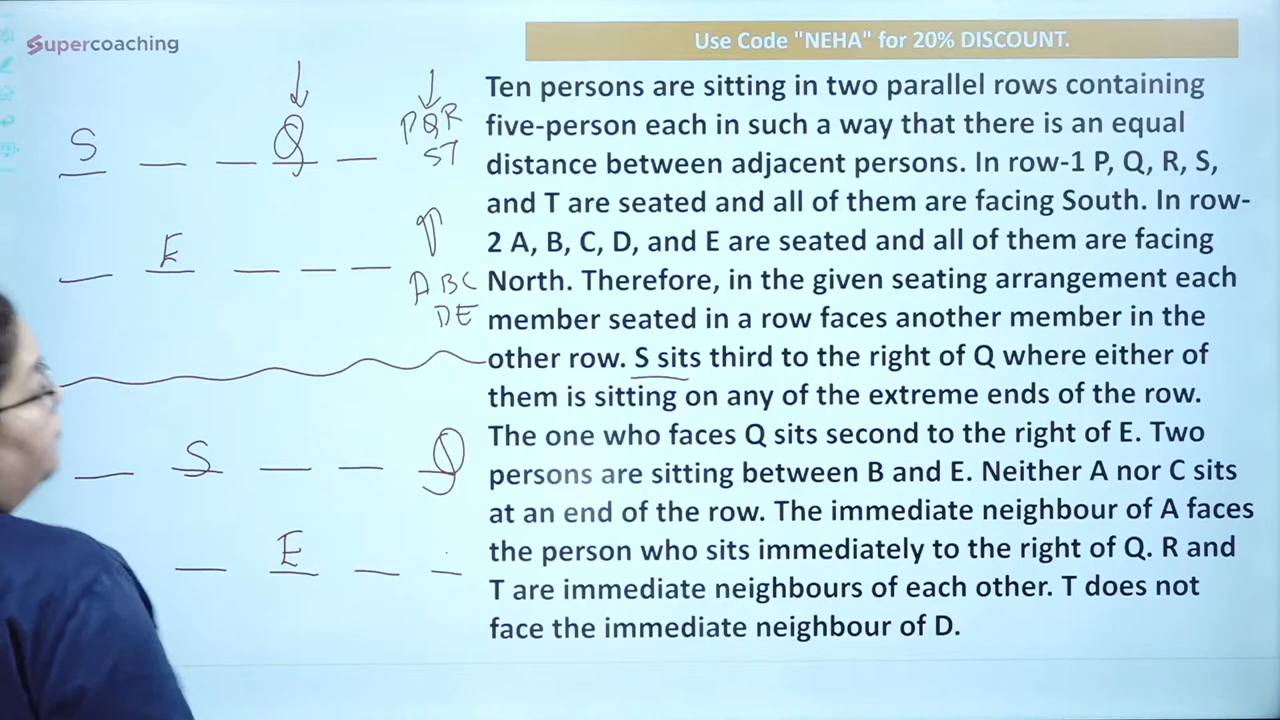 Supercoaching
Use Code "NEHA" for 20% DISCOUNT.
Ten persons are sitting in two parallel rows containing
five-person each in such a way that there is an equal
distance between adjacent persons. In row-1 P, Q, R, S,
and T are seated and all of them are facing South. In row-
2 A, B, C, D, and E are seated and all of them are facing
North. Therefore, in the given seating arrangement each
member seated in a row faces another member in the
other row. S sits third to the right of Q where either of
them is sitting on any of the extreme ends of the row.
The one who faces Q sits second to the right of E. Two
persons are sitting between B and E. Neither A nor C sits
at an end of the row. The immediate neighbour of A faces
the person who sits immediately to the right of Q. R and
T are immediate neighbours of each other. T does not
face the immediate neighbour of D.
S Q
PQR
ST
E
ABC
DE
S Q
E